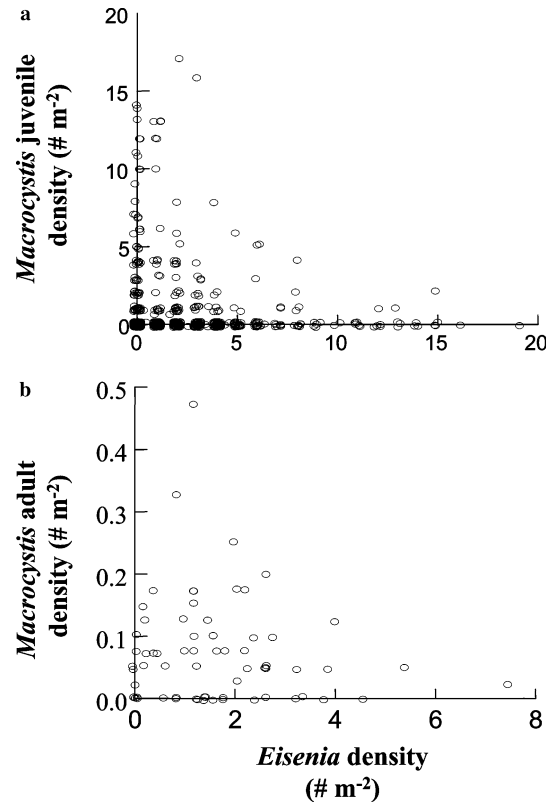 a
Macrocystis juvenile
density (# m-2)
20
15
10
5
0
0 5 10 15 20
b
Macrocystis adult
density (# m-2)
0.5
0.4
0.3
0.2
0.1
0.0
0 2 4 6 8
Eisenia density
(# m-2)